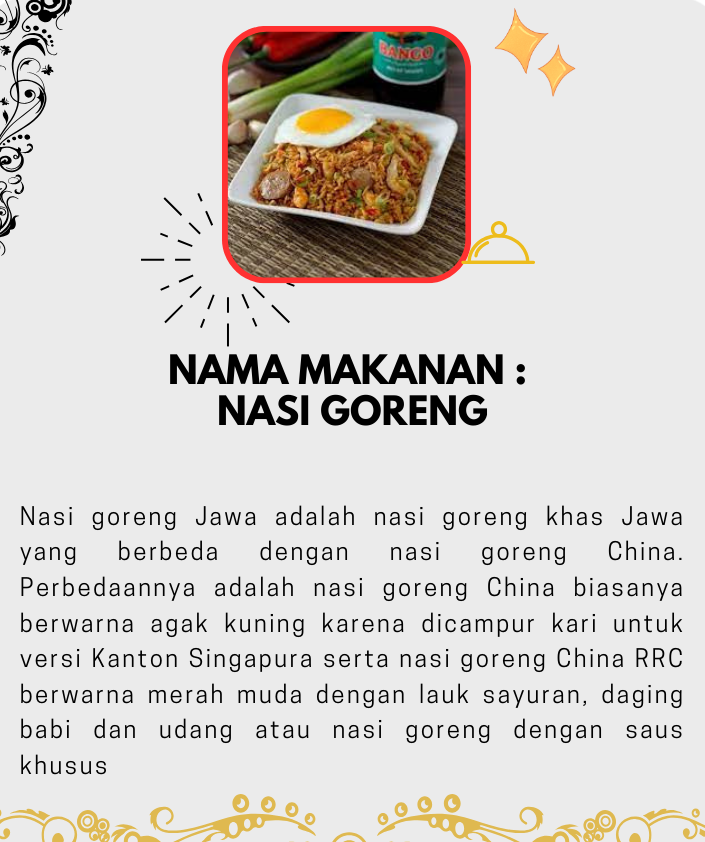 BANGO
NAMA MAKANAN :
NASI GORENG
Nasi goreng Jawa adalah nasi goreng khas Jawa
yang berbeda dengan nasi goreng China.
Perbedaannya adalah nasi goreng China biasanya
berwarna agak kuning karena dicampur kari untuk
versi Kanton Singapura serta nasi goreng China RRC
berwarna merah muda dengan lauk sayuran, daging
babi dan udang atau nasi goreng dengan saus
khusus